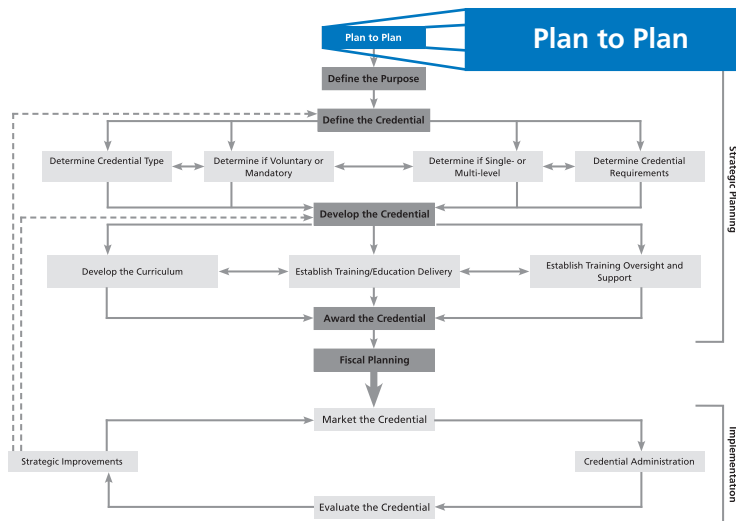 Plan to Plan
Plan to Plan
Define the Purpose
Define the Credential
Determine Credential Type
Determine if Voluntary or
Mandatory
Determine if Single- or
Multi-level
Determine Credential
Requirements
Develop the Credential
Develop the Curriculum
Establish Training/Education Delivery
Establish Training Oversight and
Support
Award the Credential
Fiscal Planning
Strategic Planning
Market the Credential
Strategic Improvements
Credential Administration
Evaluate the Credential
Implementation